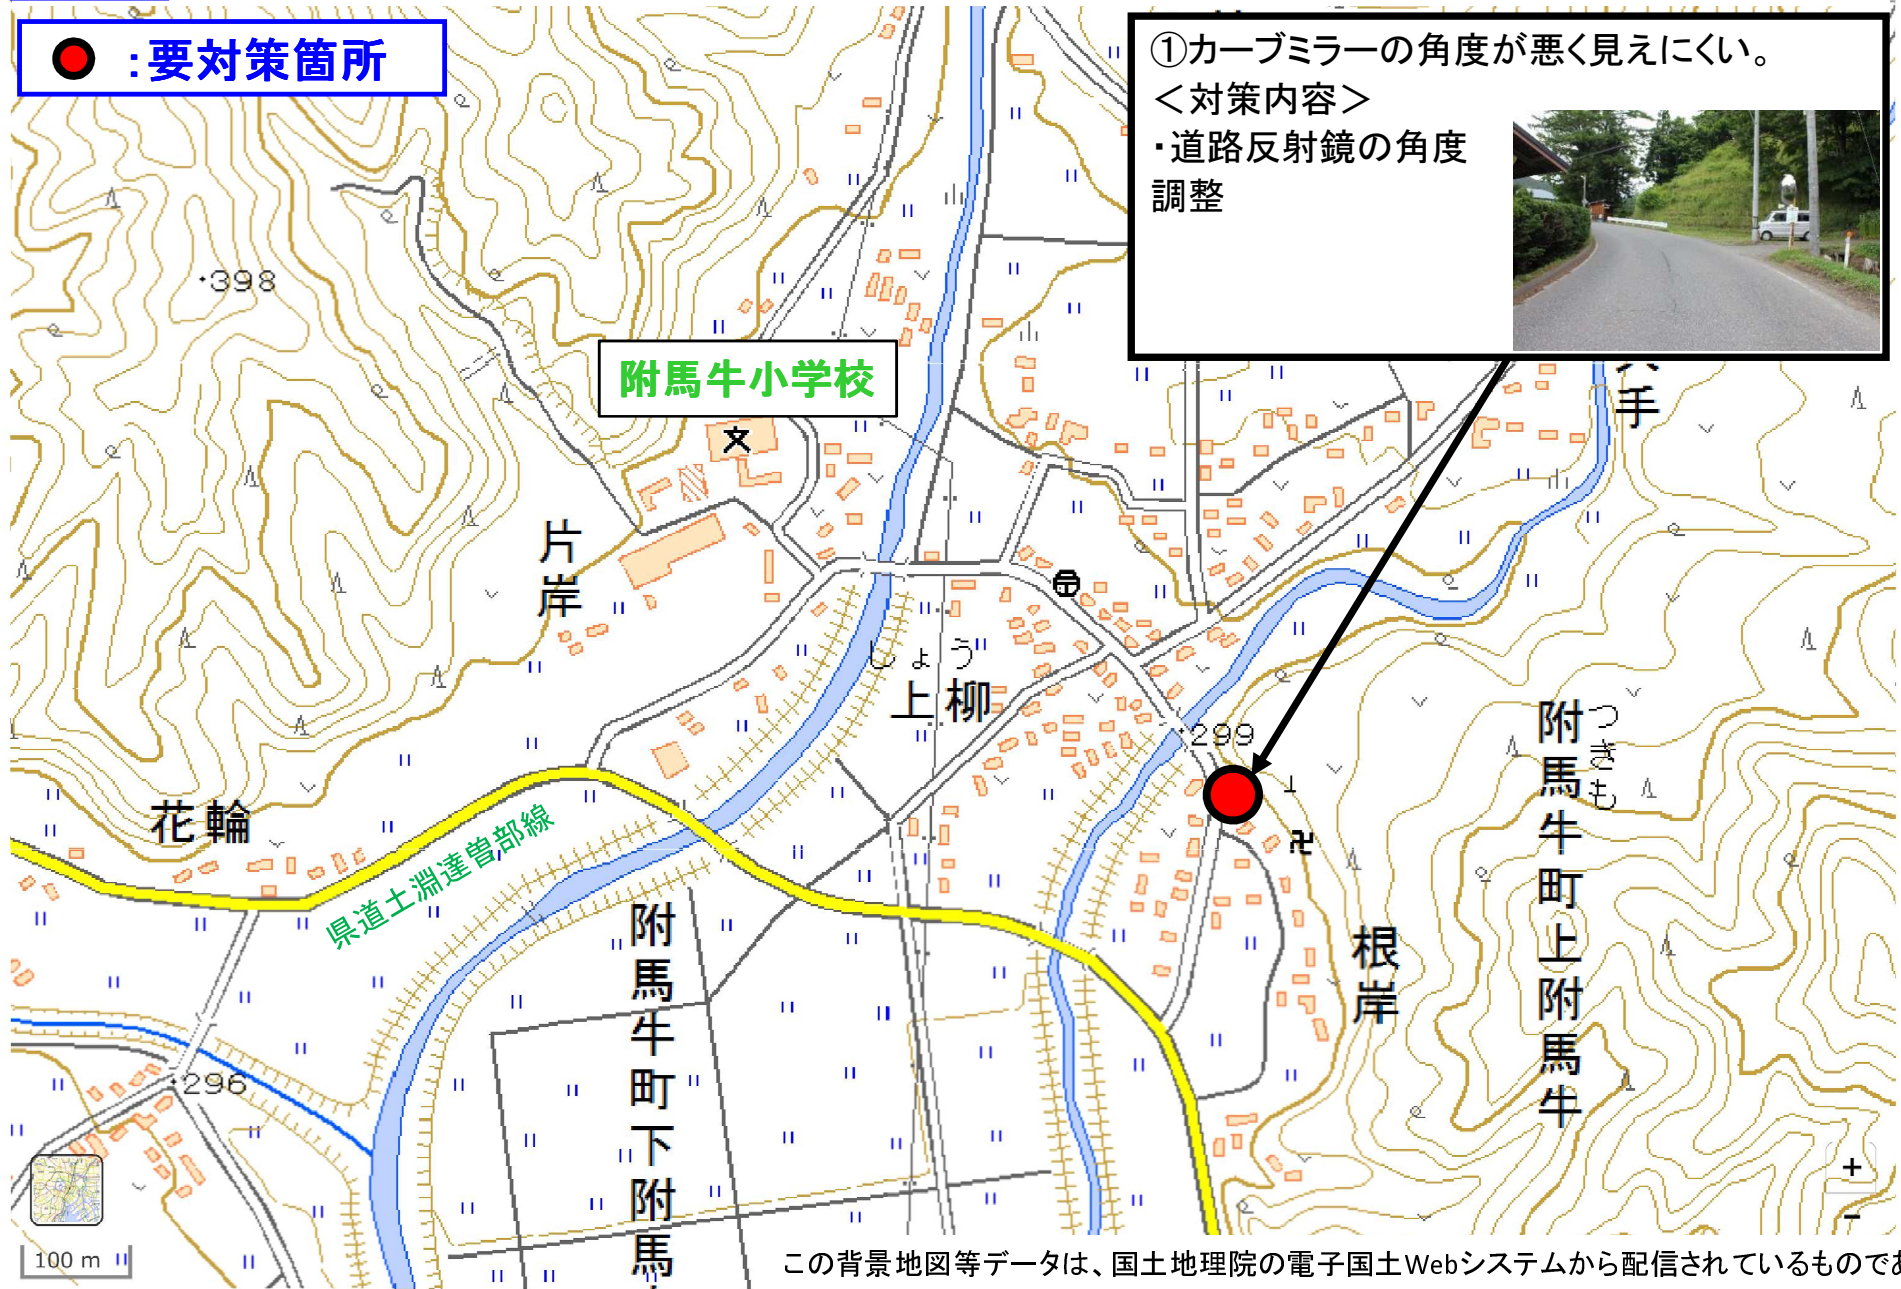 :要対策箇所
①カーブミラーの角度が悪く見えにくい。
＜対策内容＞
・道路反射鏡の角度
調整
398
附馬牛小学校
文
手
片岸
しょう
上柳
299
つきも
附馬牛町上附馬牛
花輪
県道土淵達曽部線
根岸
附馬牛町下附馬
296
+
-
100 m
この背景地図等データは、国土地理院の電子国土Webシステムから配信されているものであ